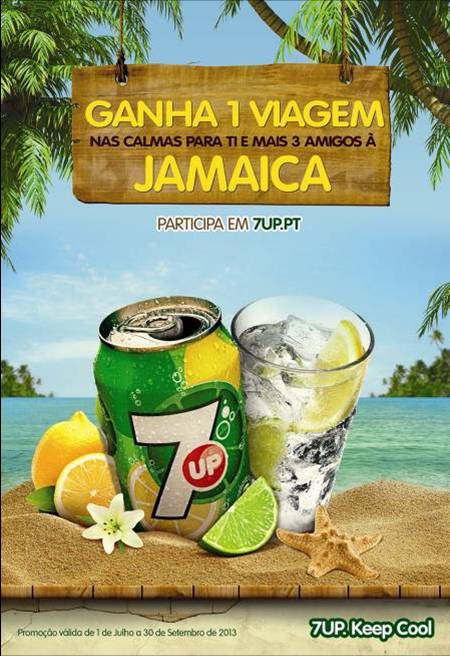 GANHA 1 VIAGEM
NAS CALMAS PARA TI E MAIS 3 AMIGOS À
JAMAICA
PARTICIPA EM 7UP.PT
7
UP
Promoção válida de 1 de Julho a 30 de Setembro de 2013
7UP. Keep Cool